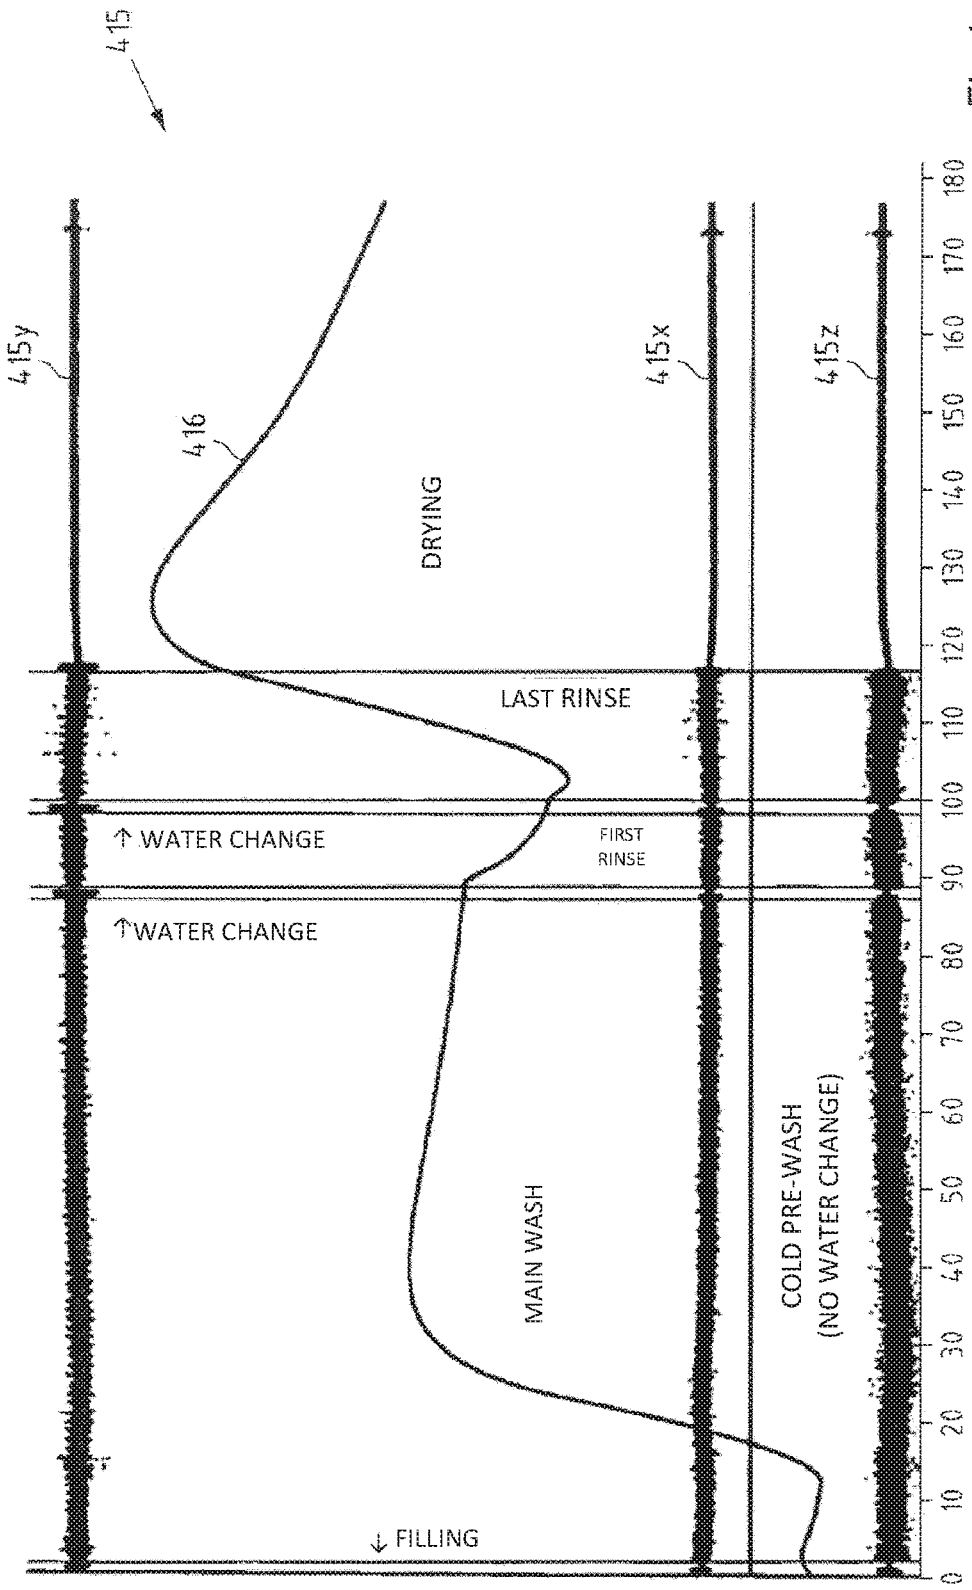 415
415y
416
415x
415z
↓ FILLING
MAIN WASH
COLD PRE-WASH
(NO WATER CHANGE)
↑ WATER CHANGE
↑ WATER CHANGE
FIRST
RINSE
LAST RINSE
DRYING
0 10 20 30 40 50 60 70 80 90 100 110 120 130 140 150 160 170 180